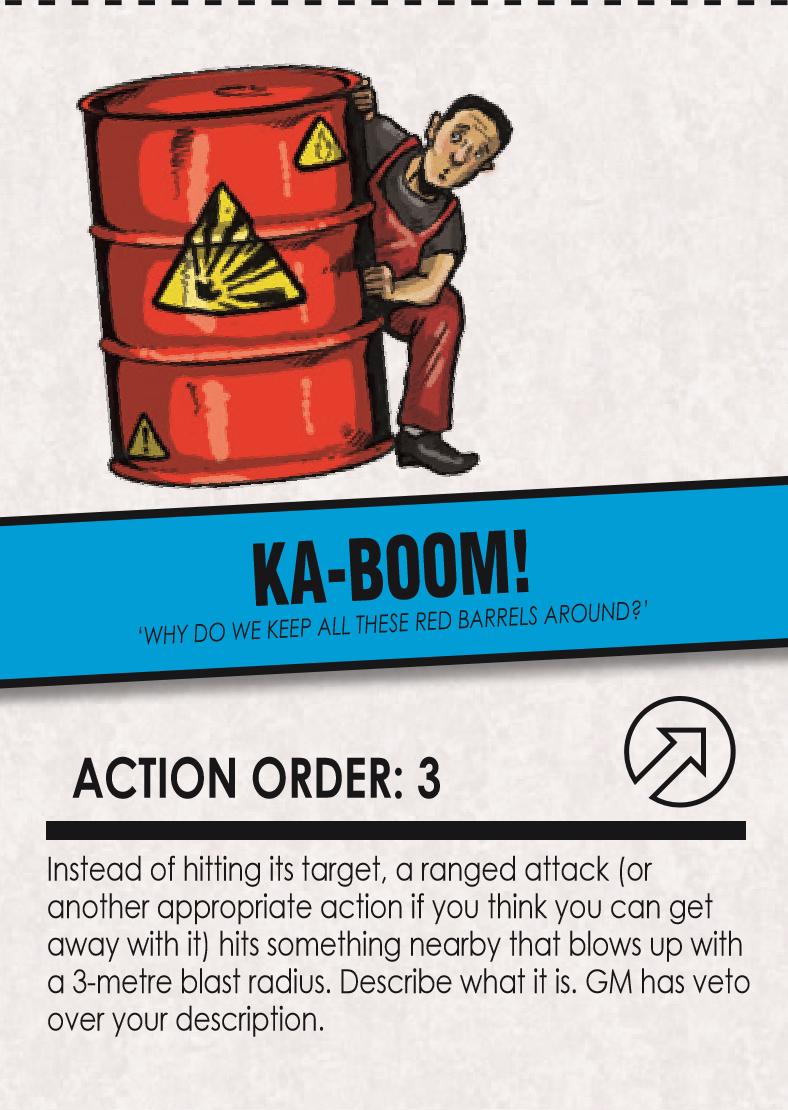 KA-BOOM!
‘WHY DO WE KEEP ALL THESE RED BARRELS AROUND?’
ACTION ORDER: 3
Instead of hitting its target, a ranged attack (or
another appropriate action if you think you can get
away with it) hits something nearby that blows up with
a 3-metre blast radius. Describe what it is. GM has veto
over your description.